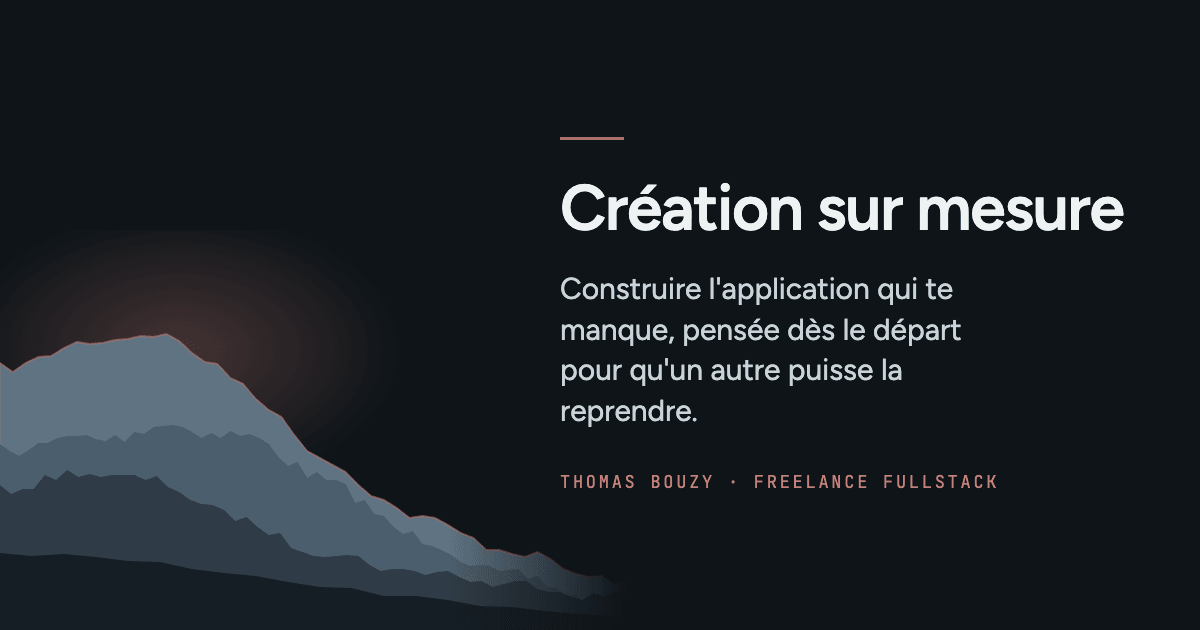 Création sur mesure
Construire l'application qui te
manque, pensée dès le départ
pour qu'un autre puisse la
reprendre.
THOMAS BOUZY · FREELANCE FULLSTACK